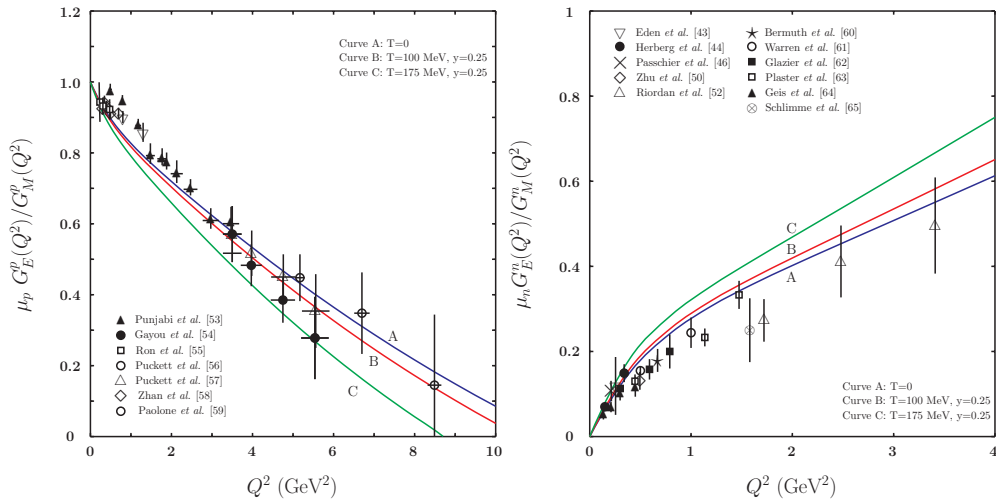 1
0.8
0.6
0.4
0.2
0
0 2 4 6 8 10
μp G_E^p(Q²)/G_M^p(Q²)
Q² (GeV²)
Curve A: T=0
Curve B: T=100 MeV, y=0.25
Curve C: T=175 MeV, y=0.25
A
B
C
Punjabi et al. [53]
Gayou et al. [54]
Ron et al. [55]
Puckett et al. [56]
Puckett et al. [57]
Zhan et al. [58]
Paolone et al. [59]
1
0.8
0.6
0.4
0.2
0
0 1 2 3 4
μn G_E^n(Q²)/G_M^n(Q²)
Q² (GeV²)
Eden et al. [43]
Herberg et al. [44]
Passchier et al. [46]
Zhu et al. [50]
Riordan et al. [52]
Bermuth et al. [60]
Warren et al. [61]
Glazier et al. [62]
Plaster et al. [63]
Geis et al. [64]
Schlimme et al. [65]
C
B
A
Curve A: T=0
Curve B: T=100 MeV, y=0.25
Curve C: T=175 MeV, y=0.25